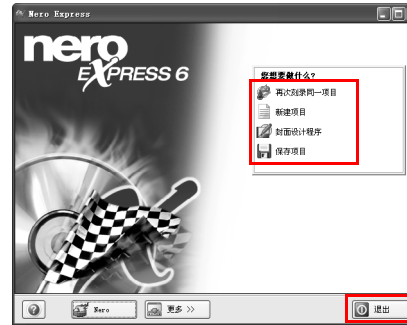 Nero Express
nero
EXPRESS 6
您想要做什么?
再次刻录同一项目
新建项目
封面设计程序
保存项目
?
Nero
更多 >>
退出